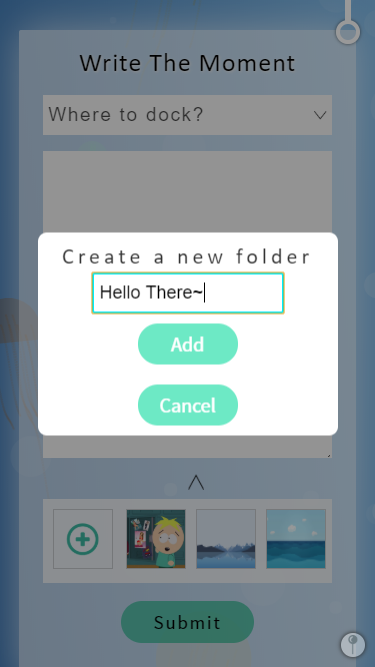 Write The Moment
Where to dock?
Create a new folder
Hello There~
Add
Cancel
Submit